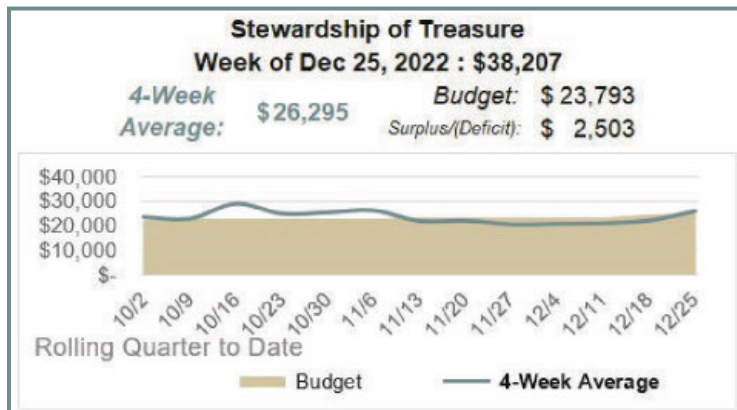 Stewardship of Treasure
Week of Dec 25, 2022 : $38,207
4-Week Average: $26,295
Budget: $ 23,793
Surplus/(Deficit): $ 2,503
$40,000
$30,000
$20,000
$10,000
$-
10/2 10/9 10/16 10/23 10/30 11/6 11/13 11/20 11/27 12/4 12/11 12/18 12/25
Rolling Quarter to Date
Budget 4-Week Average